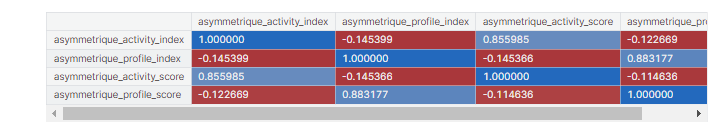 asymmetrique_activity_index asymmetrique_profile_index asymmetrique_activity_score asymmetrique_pro
asymmetrique_activity_index 1.000000 -0.145399 0.855985 -0.122669
asymmetrique_profile_index -0.145399 1.000000 -0.145366 0.883177
asymmetrique_activity_score 0.855985 -0.145366 1.000000 -0.114636
asymmetrique_profile_score -0.122669 0.883177 -0.114636 1.000000